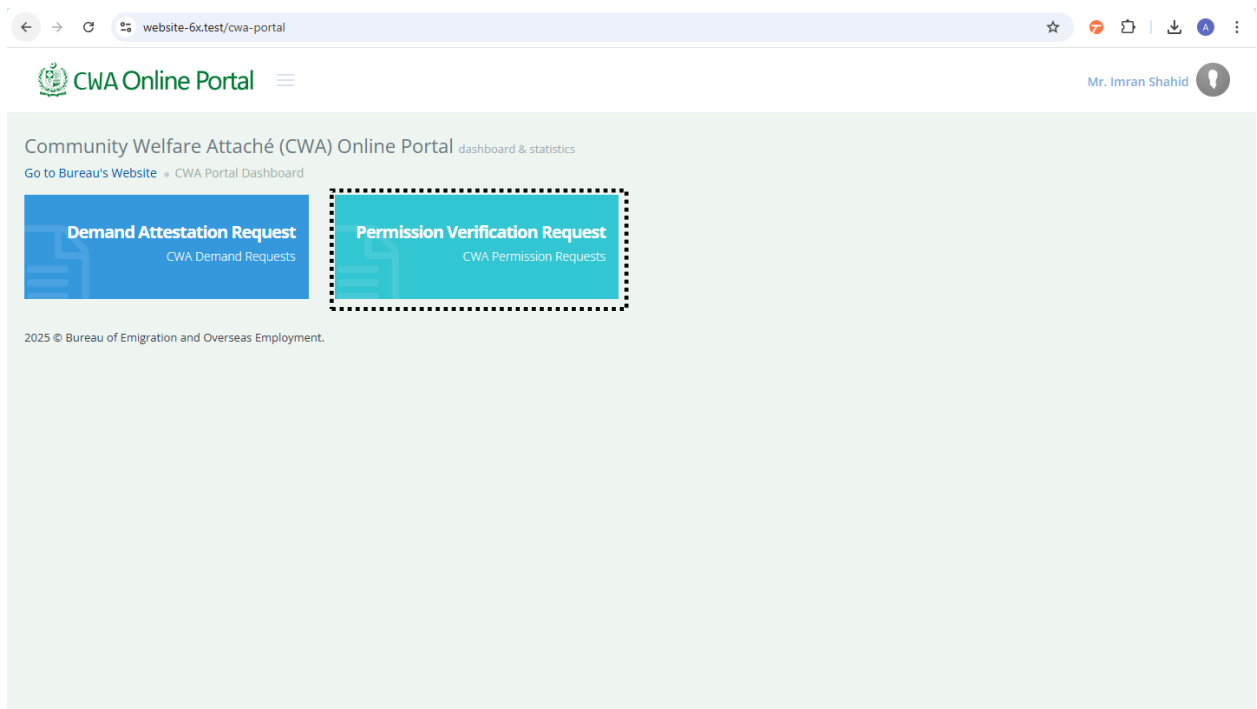 website-6x.test/cwa-portal
A
CWA Online Portal
Mr. Imran Shahid
Community Welfare Attaché (CWA) Online Portal dashboard & statistics
Go to Bureau's Website • CWA Portal Dashboard
Demand Attestation Request
CWA Demand Requests
Permission Verification Request
CWA Permission Requests
2025 © Bureau of Emigration and Overseas Employment.